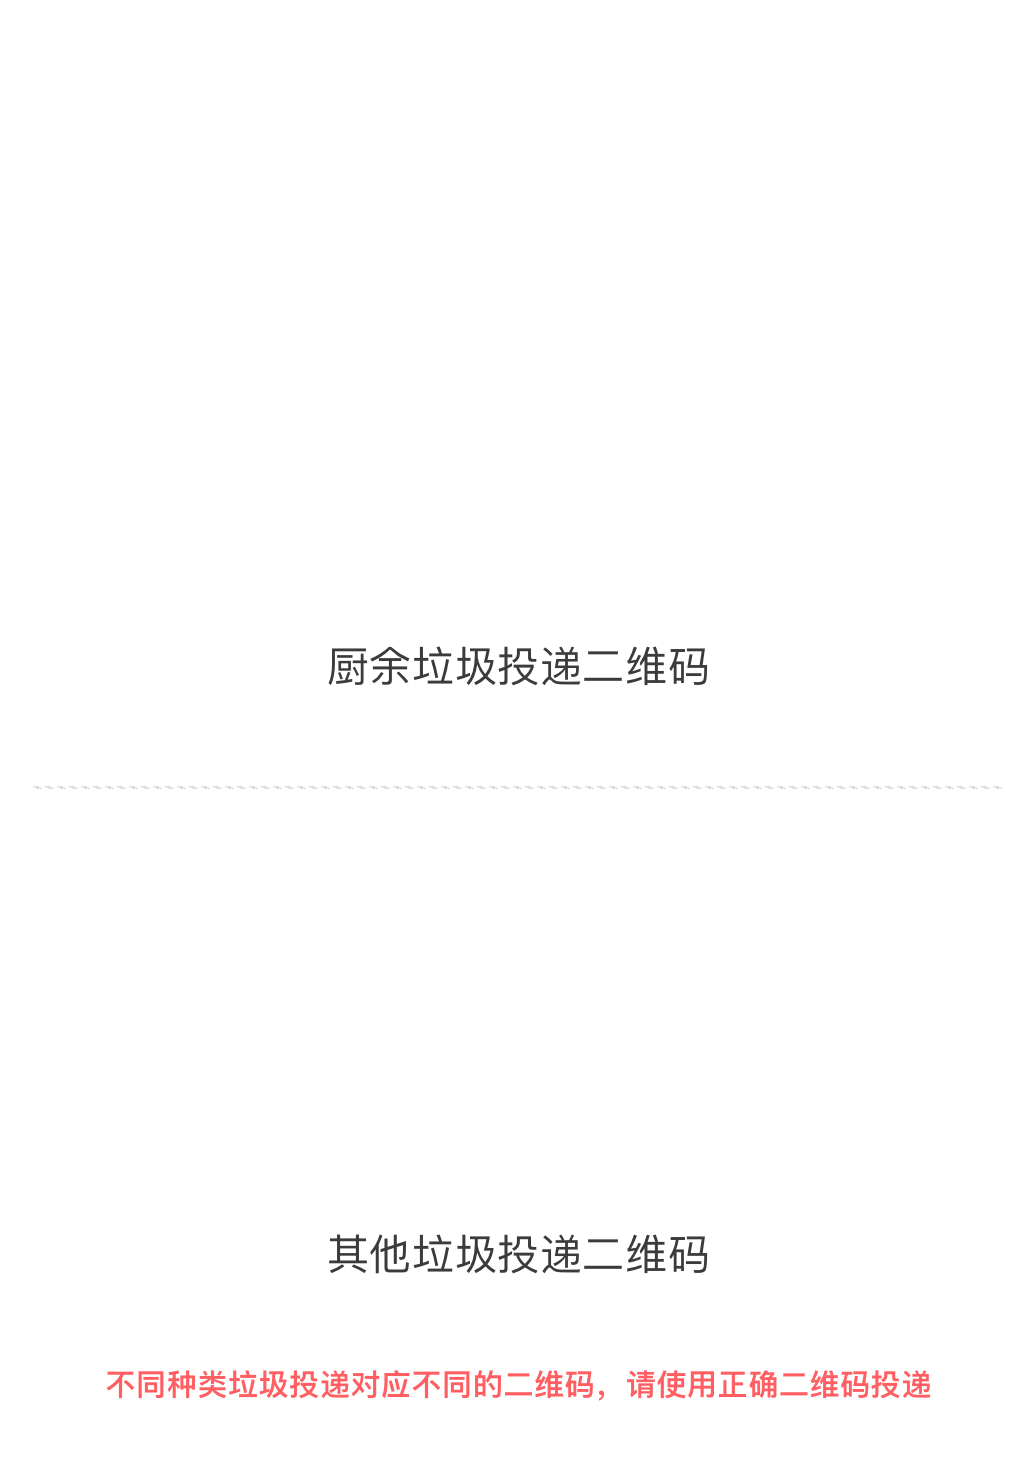 厨余垃圾投递二维码
其他垃圾投递二维码
不同种类垃圾投递对应不同的二维码，请使用正确二维码投递